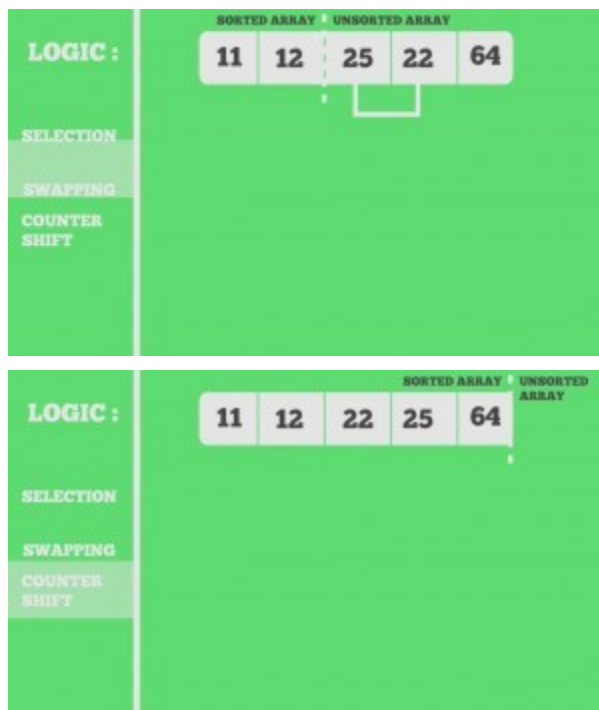 SORTED ARRAY UNSORTED ARRAY
LOGIC :
11 12 25 22 64
SELECTION
SWAPPING
COUNTER
SHIFT
SORTED ARRAY UNSORTED
ARRAY
LOGIC :
11 12 22 25 64
SELECTION
SWAPPING
COUNTER
SHIFT